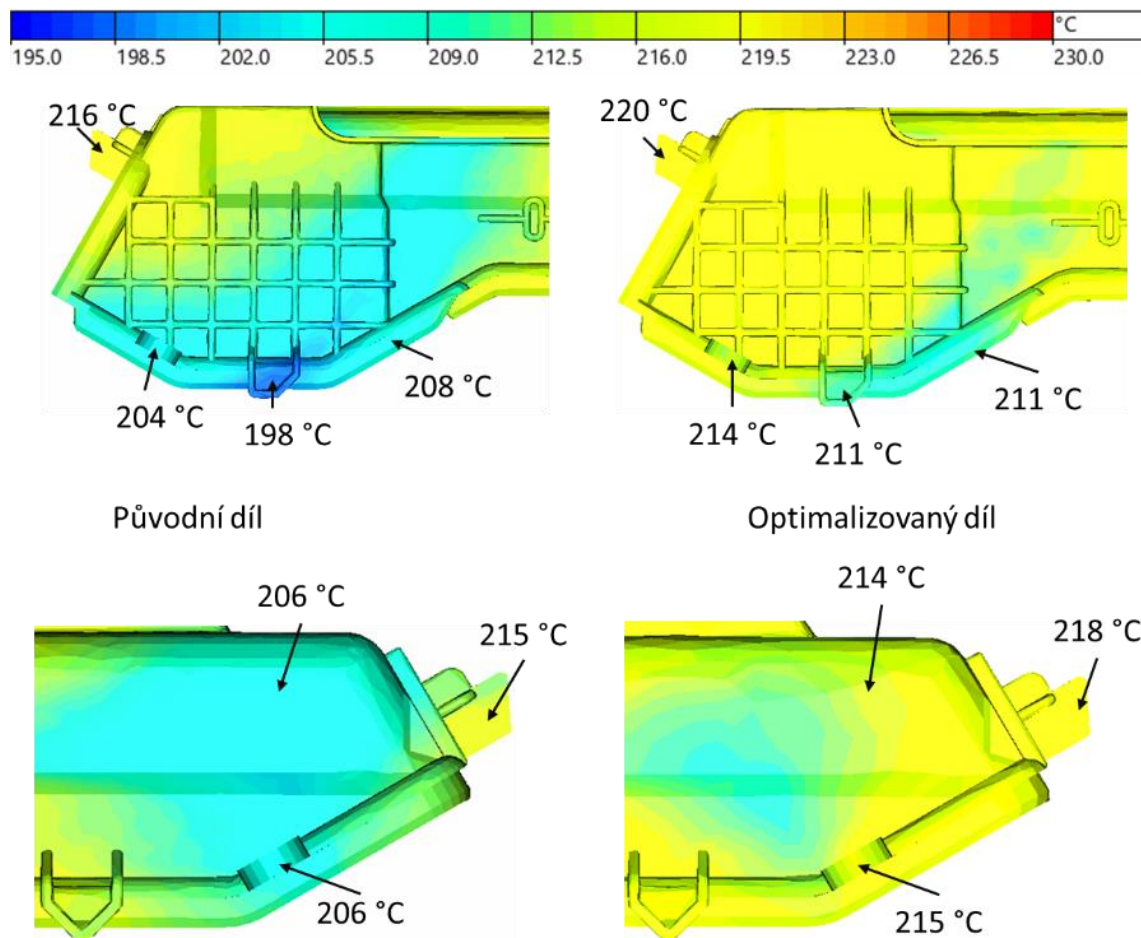 °C
195.0 198.5 202.0 205.5 209.0 212.5 216.0 219.5 223.0 226.5 230.0
216 °C
220 °C
204 °C
198 °C
208 °C
214 °C
211 °C
211 °C
Původní díl
Optimalizovaný díl
206 °C
215 °C
214 °C
218 °C
206 °C
215 °C